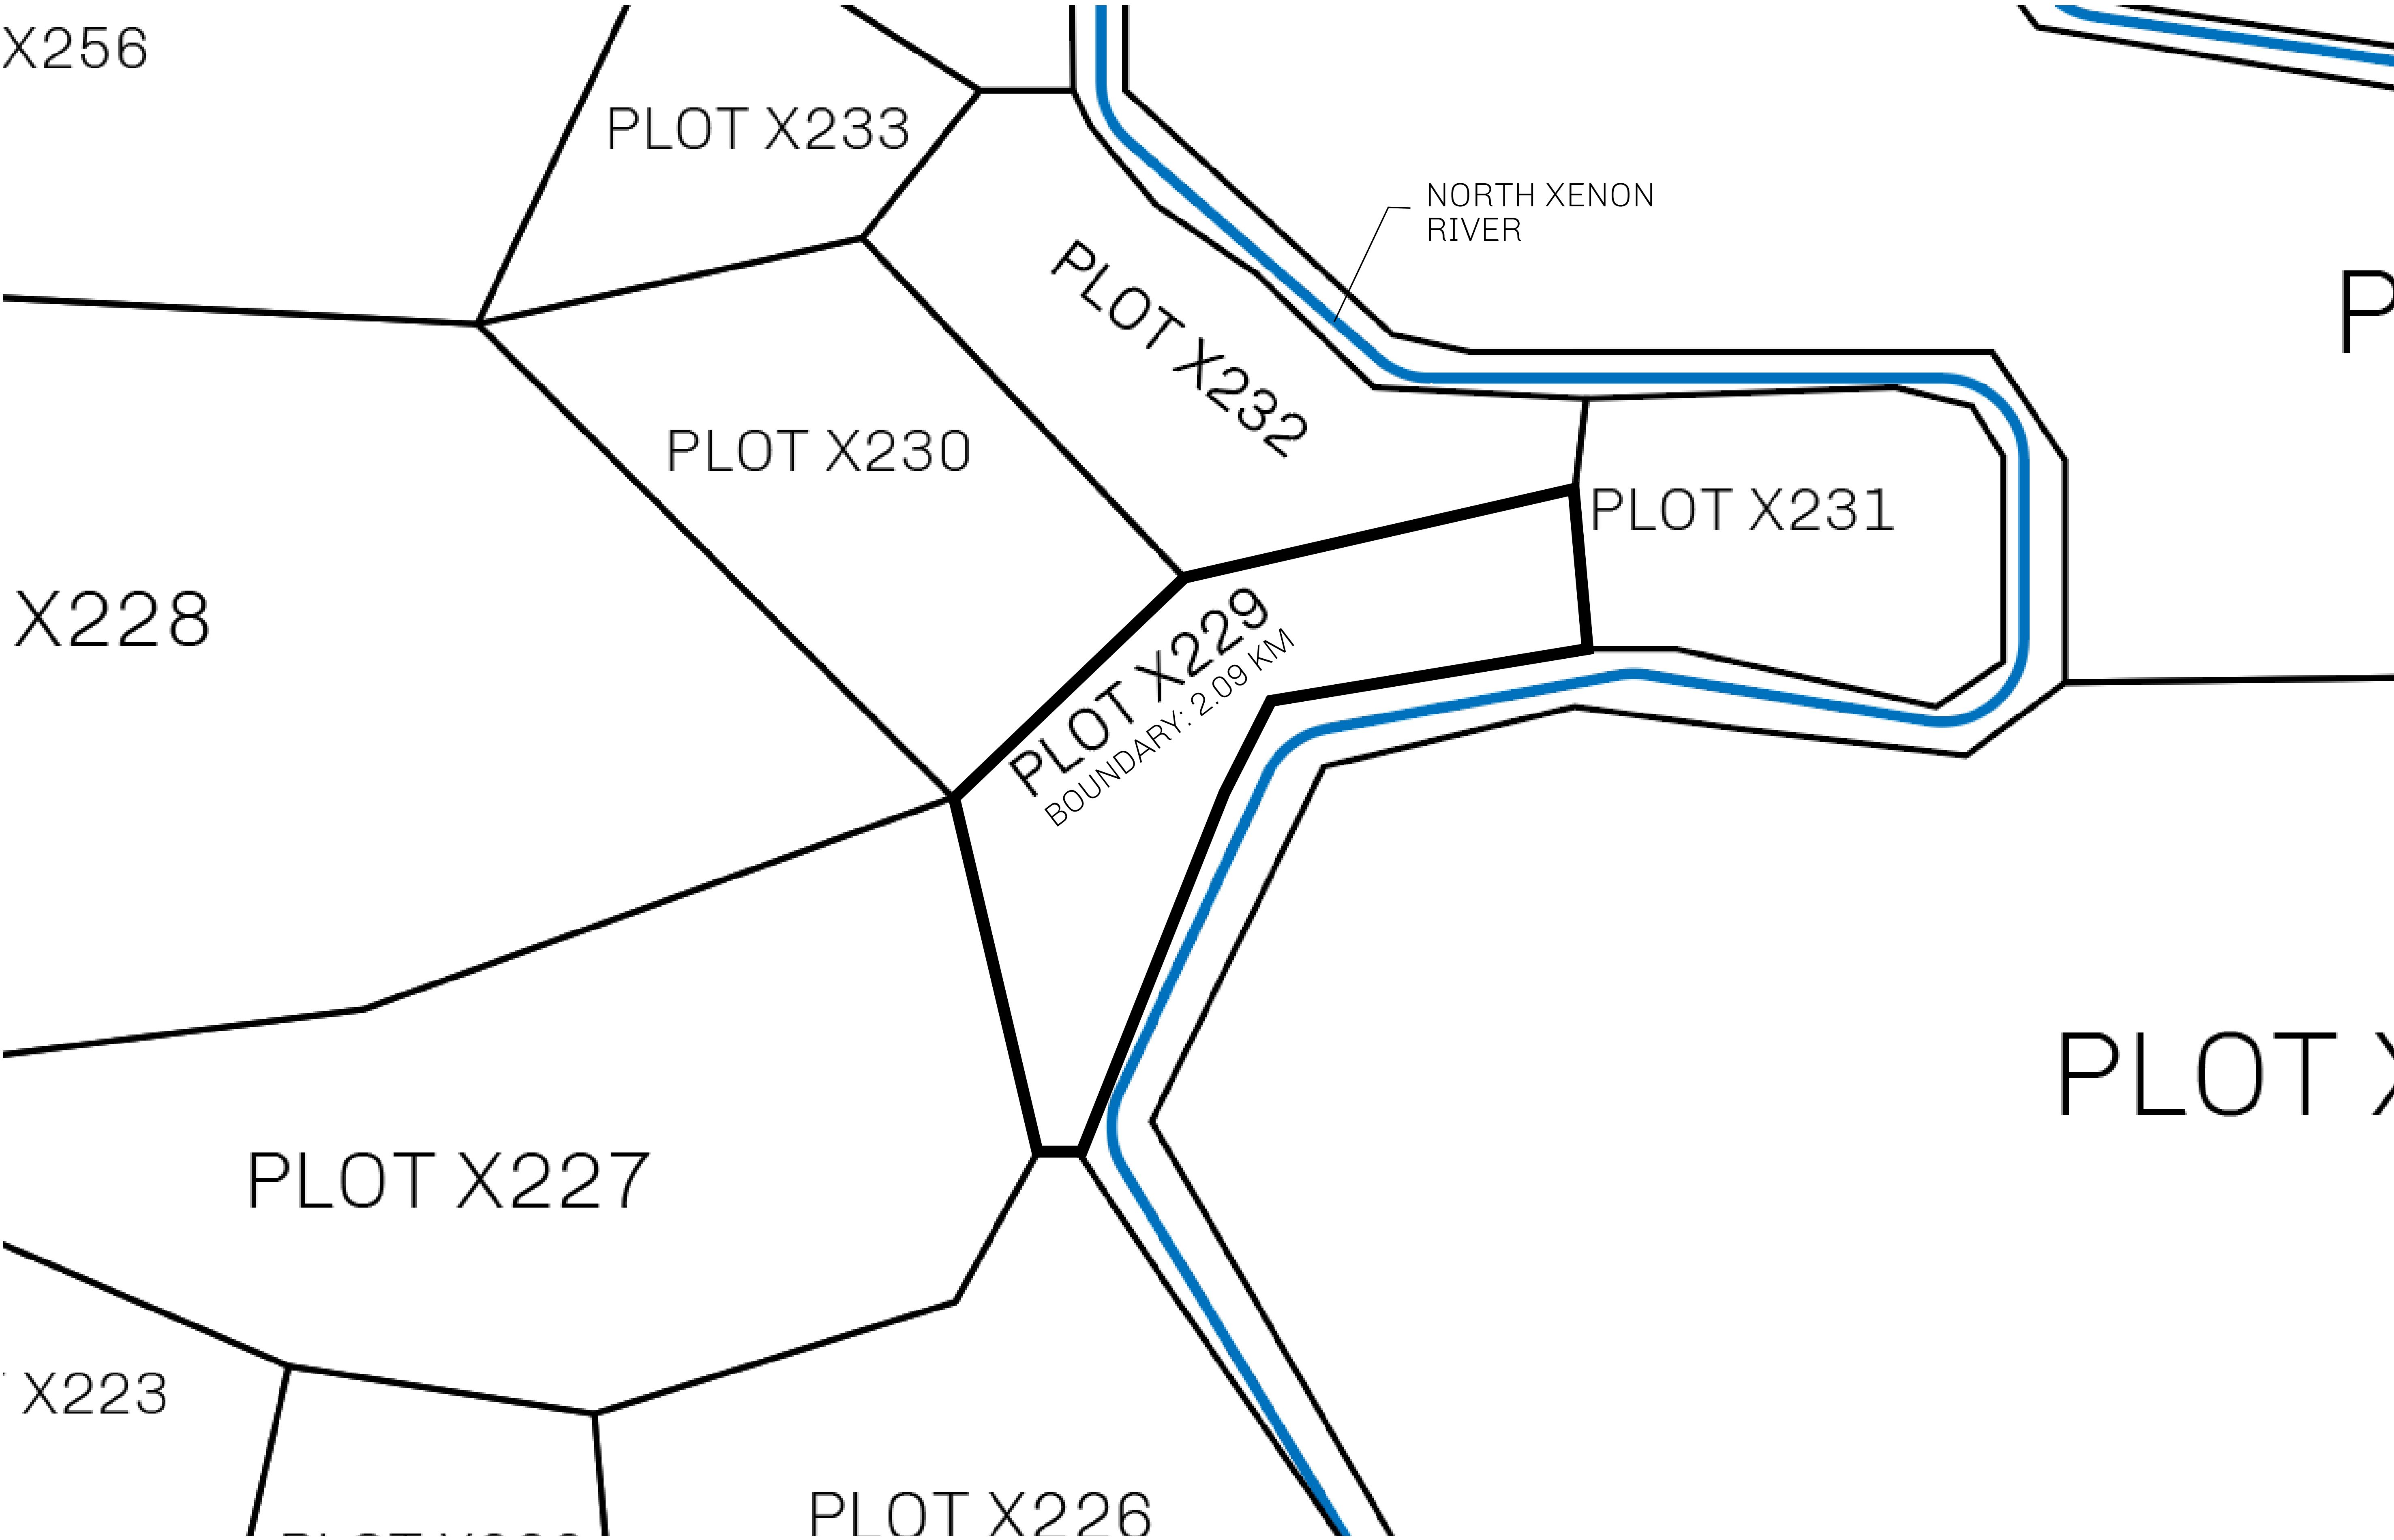 X256
PLOT X233
NORTH XENON
RIVER
PLOT X232
P
PLOT X230
PLOT X231
X228
PLOT X229
BOUNDARY: 2.09 KM
PLOT X
PLOT X227
X223
PLOT X226